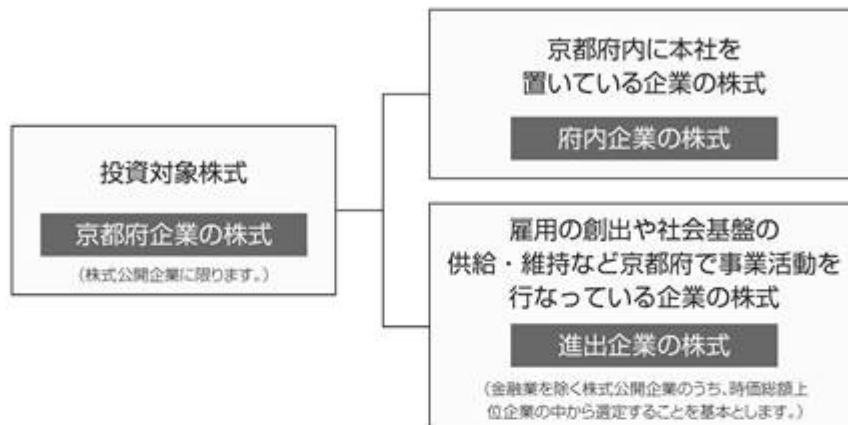 投資対象株式
京都府企業の株式
(株式公開企業に限ります。)
京都府内に本社を
置いている企業の株式
府内企業の株式
雇用の創出や社会基盤の
供給・維持など京都府で事業活動を
行なっている企業の株式
進出企業の株式
(金融業を除く株式公開企業のうち、時価総額上
位企業の中から選定することを基本とします。)